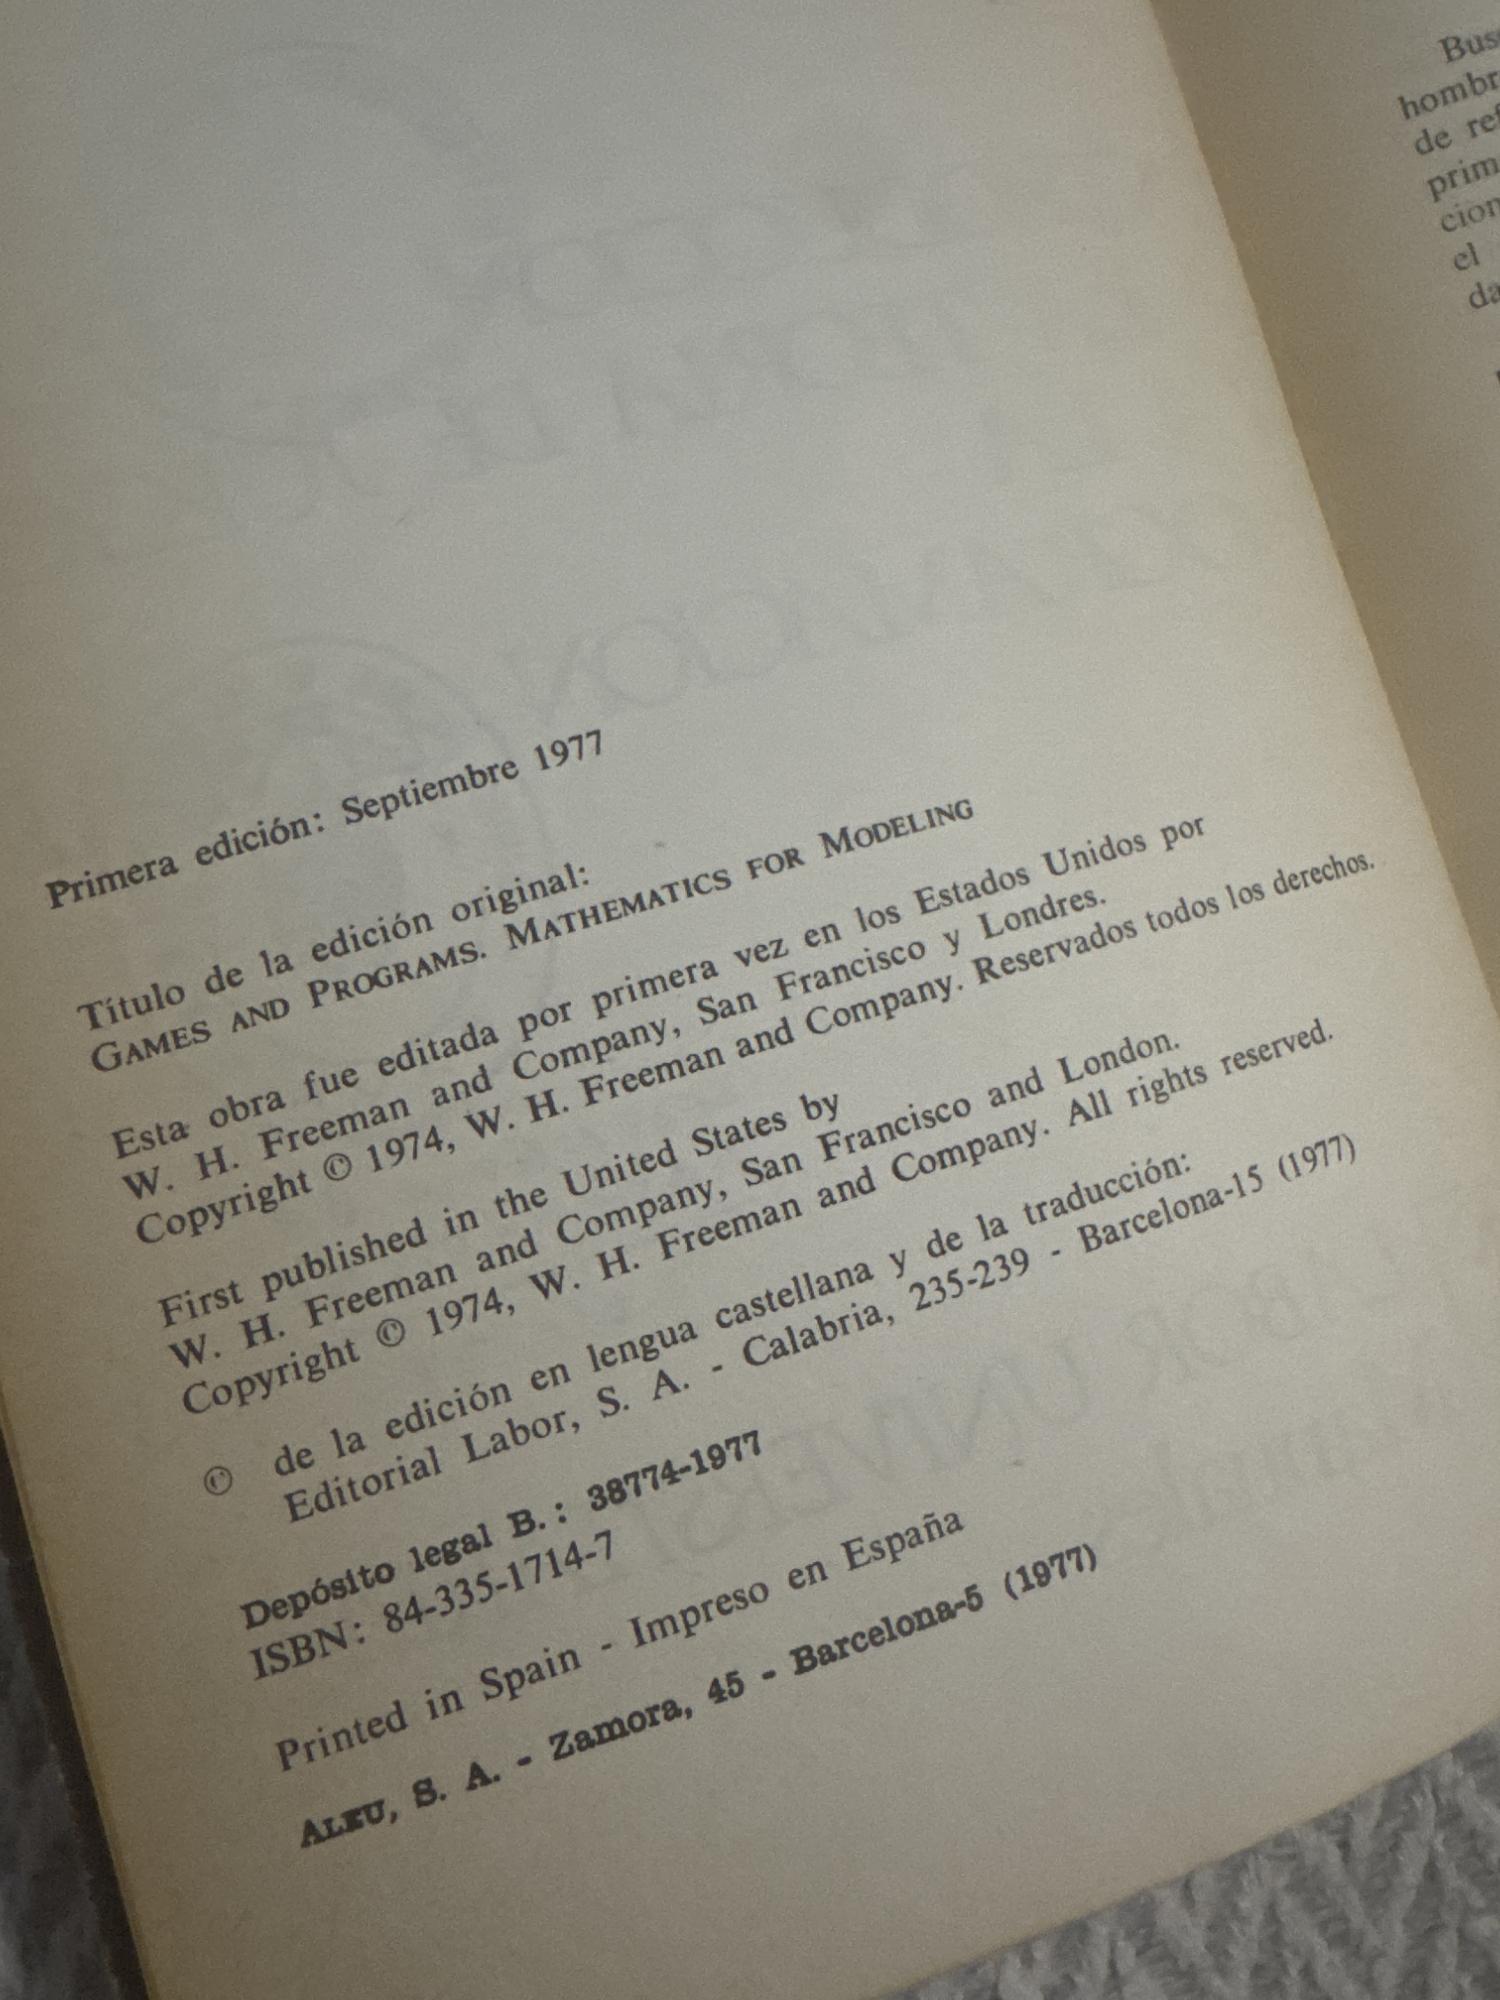 Primera edición: Septiembre 1977
Título de la edición original:
GAMES AND PROGRAMS. MATHEMATICS FOR MODELING
Esta obra fue editada por primera vez en los Estados Unidos por
W. H. Freeman and Company, San Francisco y Londres.
Copyright © 1974, W. H. Freeman and Company. Reservados todos los derechos.
First published in the United States by
W. H. Freeman and Company, San Francisco and London.
Copyright © 1974, W. H. Freeman and Company. All rights reserved.
© de la edición en lengua castellana y de la traducción:
Editorial Labor, S. A. - Calabria, 235-239 - Barcelona-15 (1977)
Depósito legal B.: 38774-1977
ISBN: 84-335-1714-7
Printed in Spain - Impreso en España
ALEU, S. A. - Zamora, 45 - Barcelona-5 (1977)
de
el